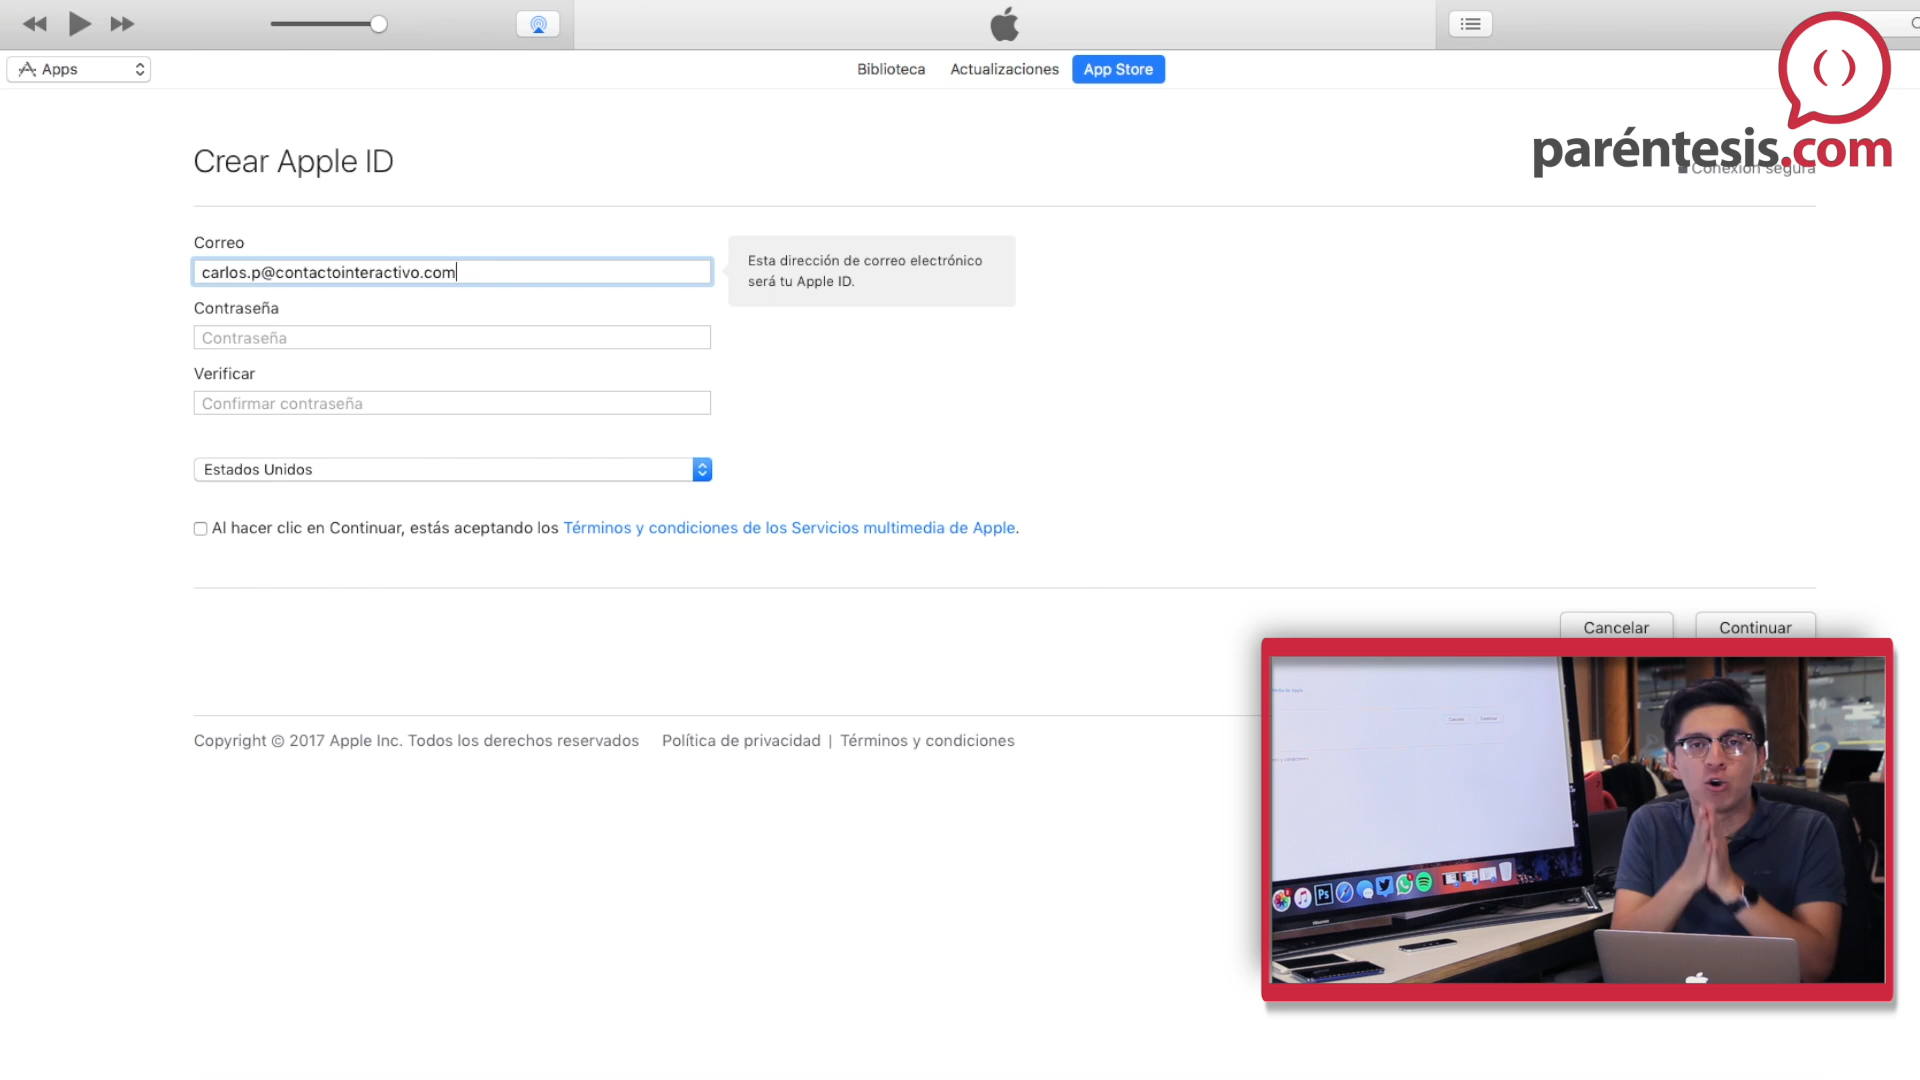 Apps
Biblioteca
Actualizaciones
App Store
( )
paréntesis.com
Conexión segura
Crear Apple ID
Correo
carlos.p@contactointeractivo.com
Esta dirección de correo electrónico
será tu Apple ID.
Contraseña
Contraseña
Verificar
Confirmar contraseña
Estados Unidos
Al hacer clic en Continuar, estás aceptando los Términos y condiciones de los Servicios multimedia de Apple.
Cancelar
Continuar
Copyright © 2017 Apple Inc. Todos los derechos reservados
Política de privacidad | Términos y condiciones
Cancelar
Continuar
Ps